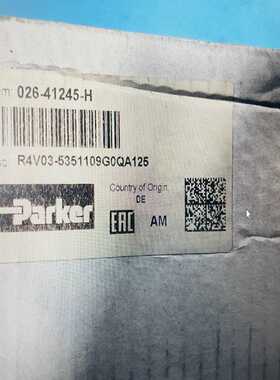 026-41245-H
R4V03-5351109G0QA125
Country of Origin
DE
Parker
EAC
AM